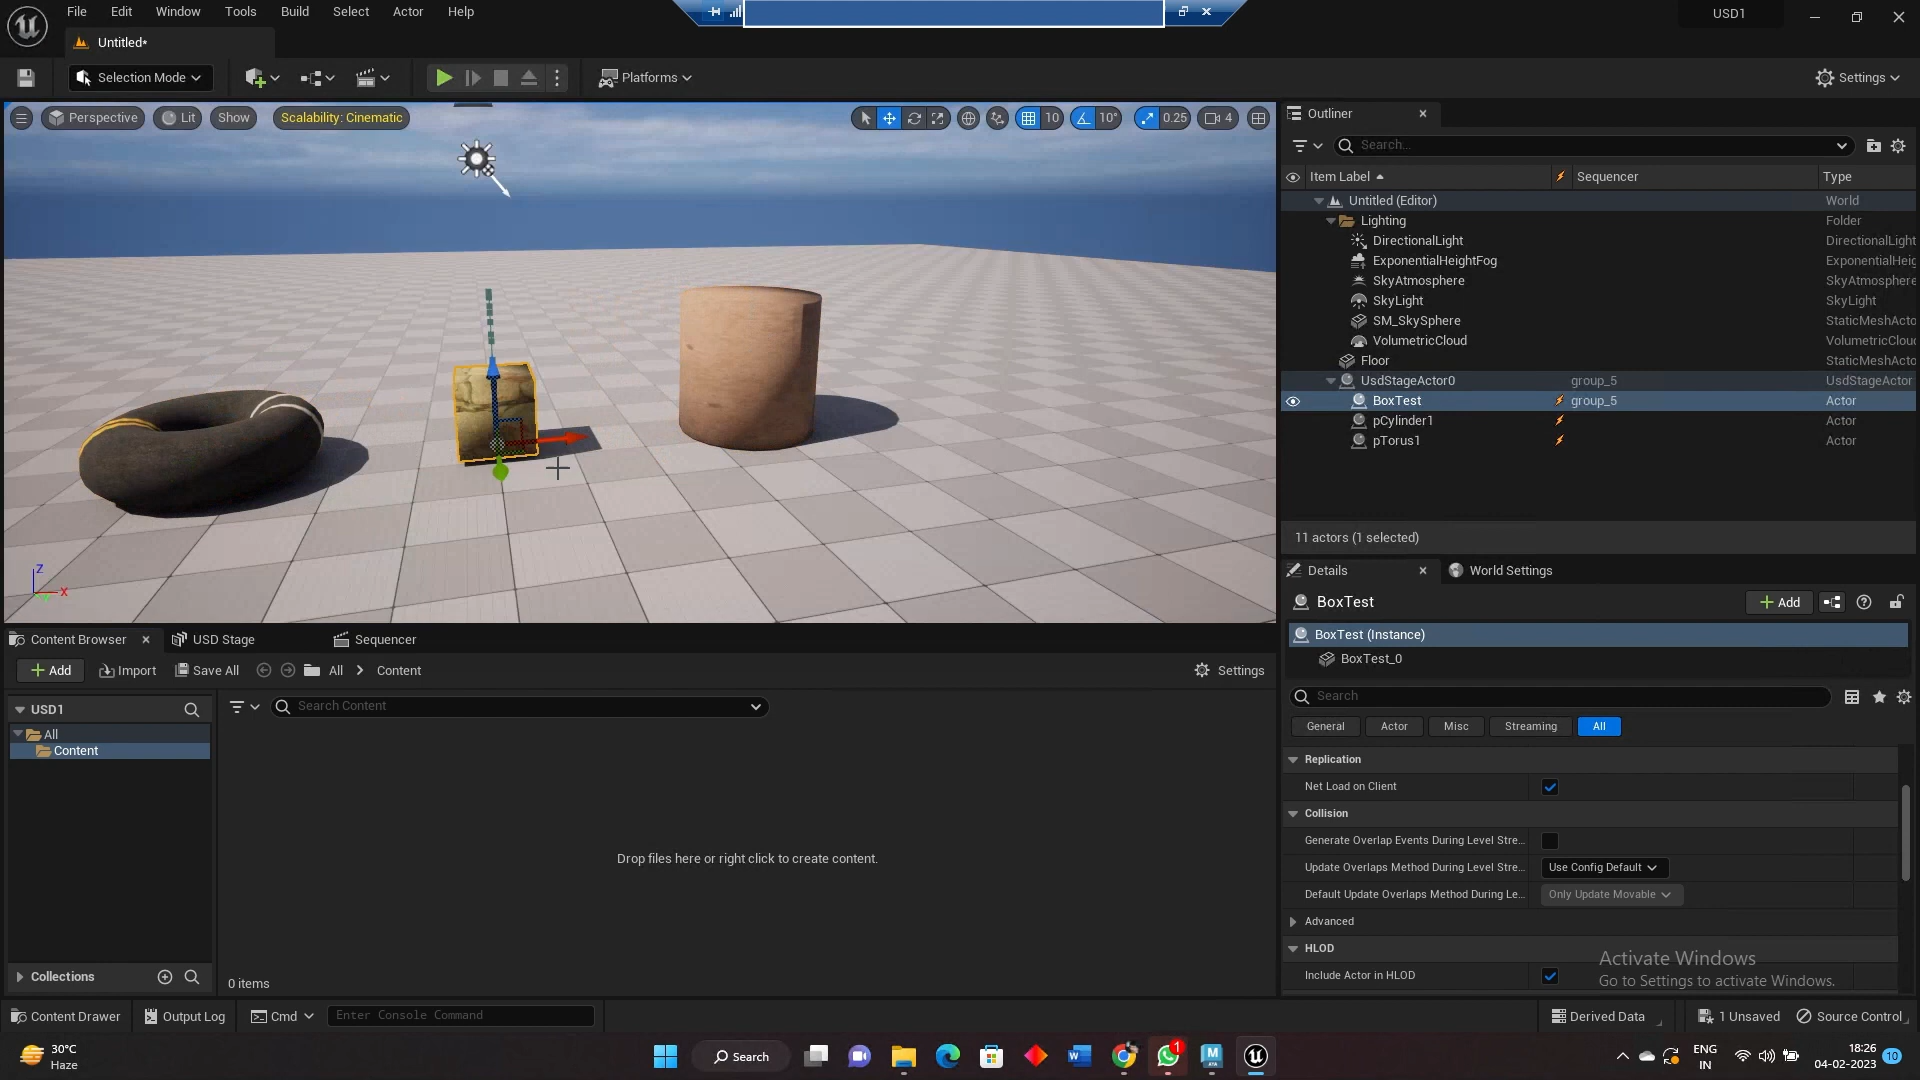 File Edit Window Tools Build Select Actor Help
USD1
Untitled*
Selection Mode
Platforms
Settings
Perspective Lit Show Scalability: Cinematic
10 10° 0.25 4
Z
X
Outliner
Search...
Item Label Sequencer Type
Untitled (Editor) World
Lighting Folder
DirectionalLight DirectionalLight
ExponentialHeightFog ExponentialHeig
SkyAtmosphere SkyAtmosphere
SkyLight SkyLight
SM_SkySphere StaticMeshActo
VolumetricCloud VolumetricClou
Floor StaticMeshActo
UsdStageActor0 group_5 UsdStageActor
BoxTest group_5 Actor
pCylinder1 Actor
pTorus1 Actor
11 actors (1 selected)
Details World Settings
BoxTest
Add
BoxTest (Instance)
BoxTest_0
Search
General Actor Misc Streaming All
Replication
Net Load on Client
Collision
Generate Overlap Events During Level Stre...
Update Overlaps Method During Level Stre... Use Config Default
Default Update Overlaps Method During Le... Only Update Movable
Advanced
HLOD
Include Actor in HLOD
Activate Windows
Go to Settings to activate Windows.
Content Browser USD Stage Sequencer
Add Import Save All All Content Settings
USD1
Search Content
All
Content
Drop files here or right click to create content.
Collections
0 items
Content Drawer Output Log Cmd Enter Console Command
Derived Data 1 Unsaved Source Control
30°C
Haze
Search
1
ENG
IN
18:26
04-02-2023
10